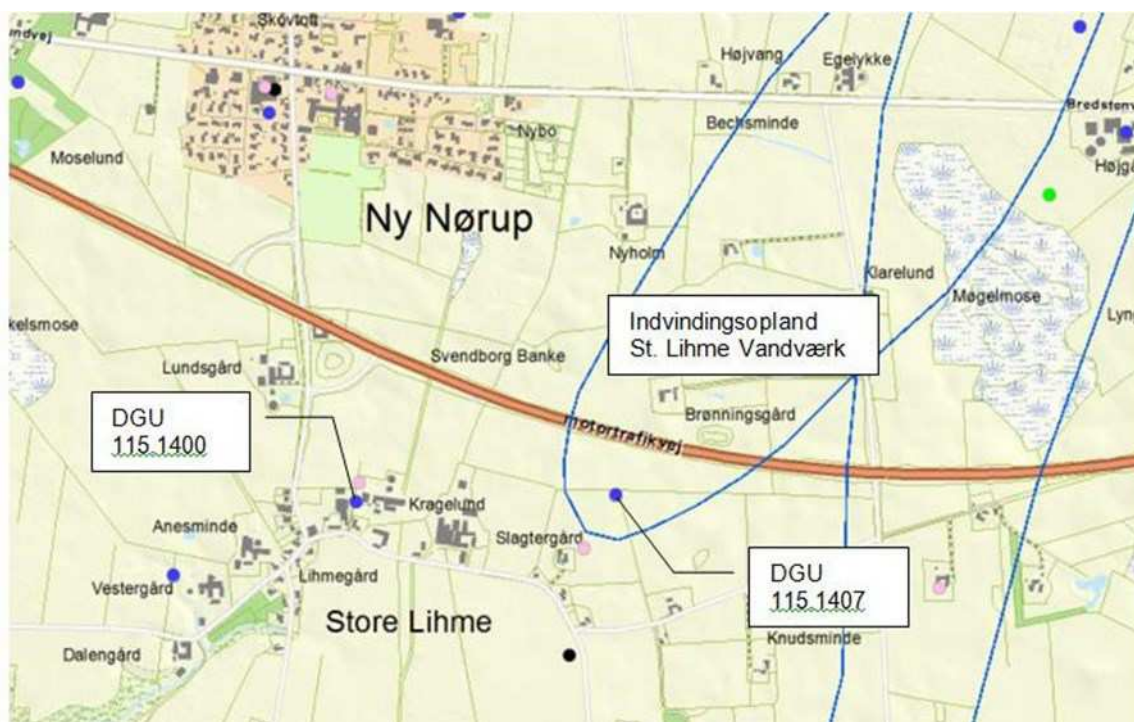 Skovtoft
Højvang
Egelykke
Bechsminde
Højgå
Moselund
Nybo
Ny Nørup
Nyholm
Klarelund
Møgelmose
Lyng
Indvindingsopland
St. Lihme Vandværk
kelsmose
Svendborg Banke
Lundsgård
Brønningsgård
motortrafikvej
DGU
115.1400
Kragelund
Anesminde
Slagtergård
Lihmegård
Vestergård
DGU
115.1407
Store Lihme
Knudsminde
Dalengård